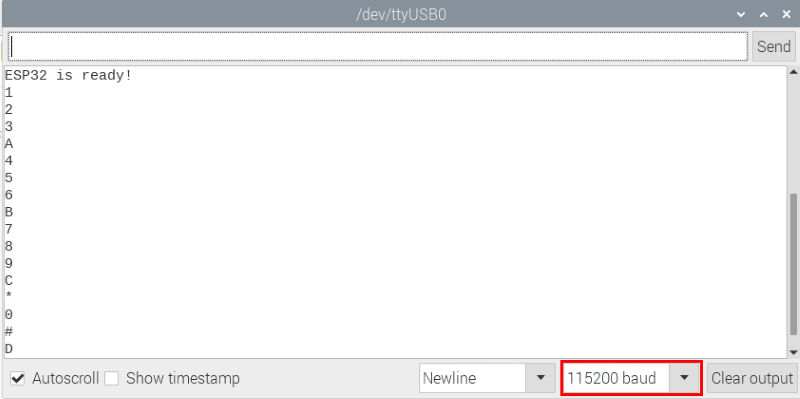 /dev/ttyUSB0
Send
ESP32 is ready!
1
2
3
A
4
5
6
B
7
8
9
C
*
0
#
D
Autoscroll Show timestamp Newline 115200 baud Clear output